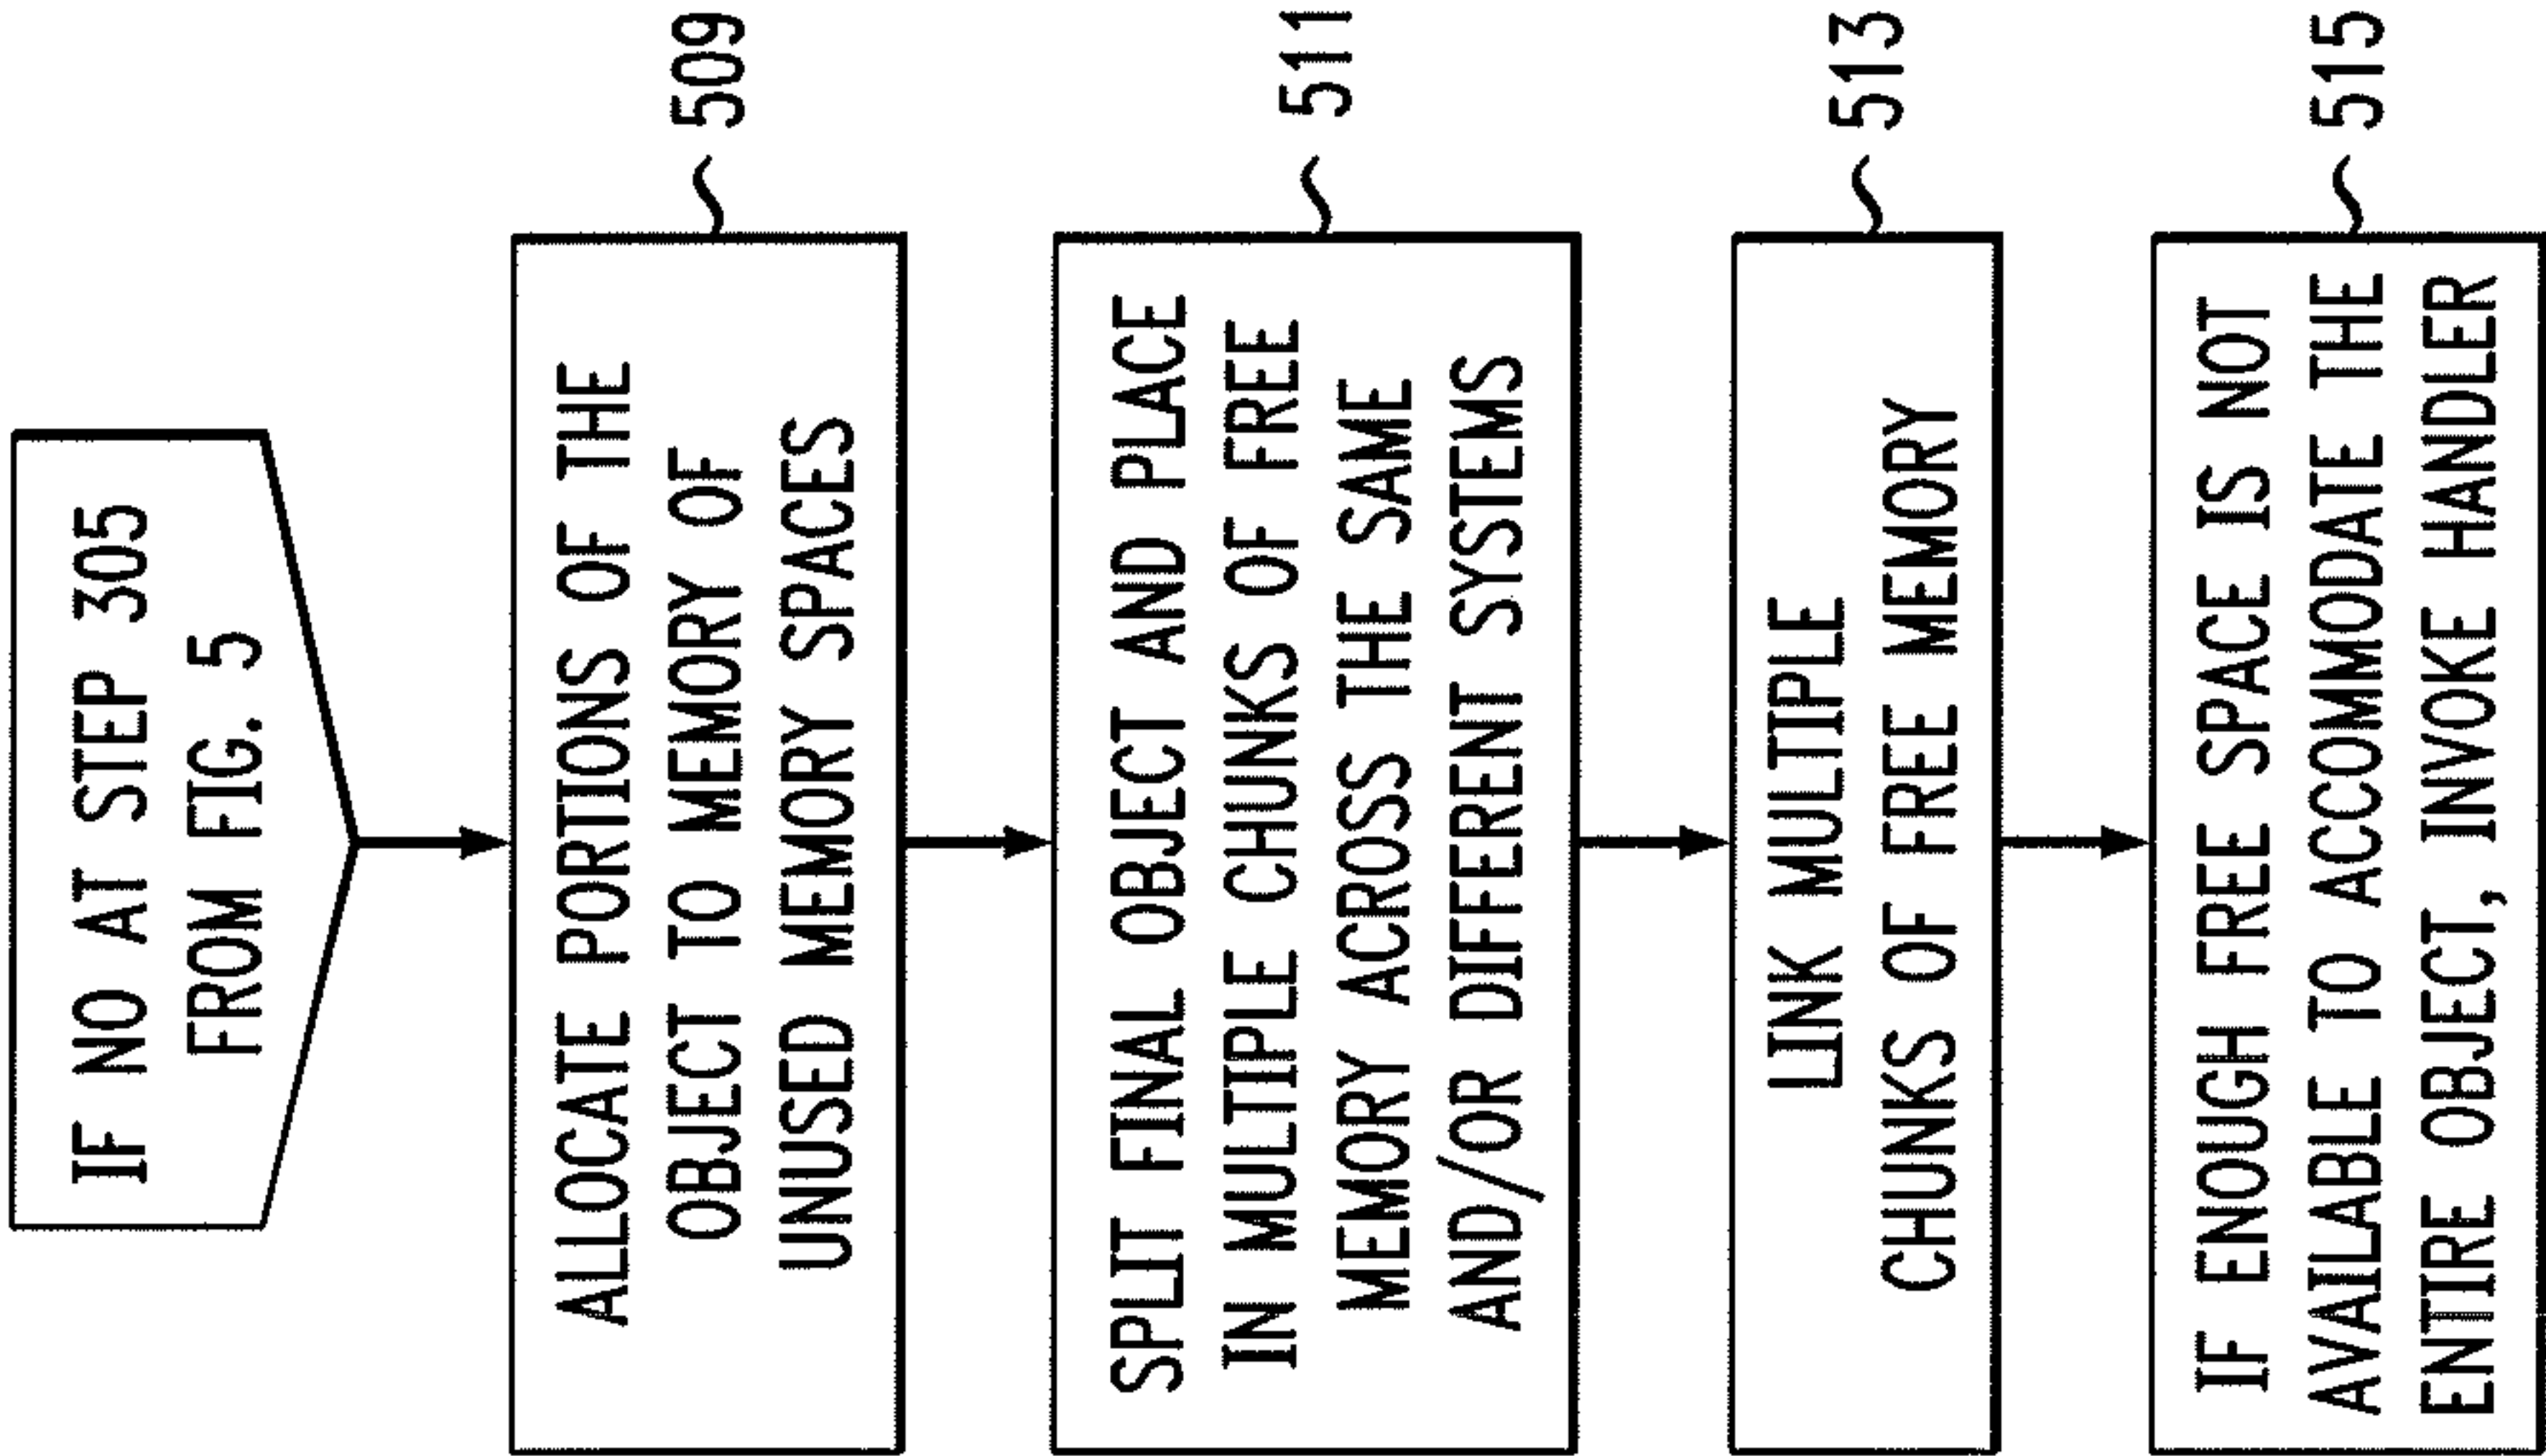 IF NO AT STEP 305
FROM FIG. 5
ALLOCATE PORTIONS OF THE
OBJECT TO MEMORY OF
UNUSED MEMORY SPACES
509
SPLIT FINAL OBJECT AND PLACE
IN MULTIPLE CHUNKS OF FREE
MEMORY ACROSS THE SAME
AND/OR DIFFERENT SYSTEMS
511
LINK MULTIPLE
CHUNKS OF FREE MEMORY
513
IF ENOUGH FREE SPACE IS NOT
AVAILABLE TO ACCOMMODATE THE
ENTIRE OBJECT, INVOKE HANDLER
515